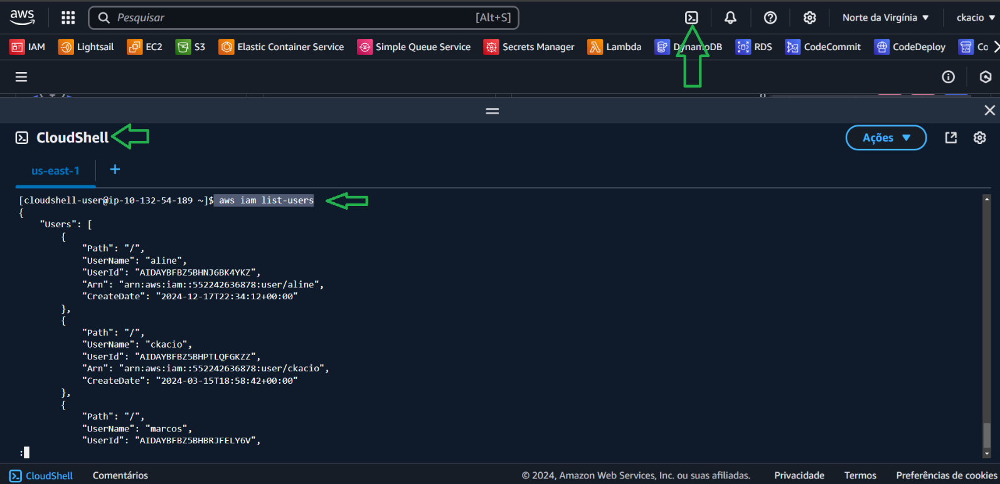 aws
Pesquisar [Alt+S] Norte da Virgínia ckacio
IAM Lightsail EC2 S3 Elastic Container Service Simple Queue Service Secrets Manager Lambda DynamoDB RDS CodeCommit CodeDeploy Co
CloudShell
Ações
us-east-1 +
[cloudshell-user@ip-10-132-54-189 ~]$ aws iam list-users
{
    "Users": [
        {
            "Path": "/",
            "UserName": "aline",
            "UserId": "AIDAYBFBZ5BHNJ6BK4YKZ",
            "Arn": "arn:aws:iam::552242636878:user/aline",
            "CreateDate": "2024-12-17T22:34:12+00:00"
        },
        {
            "Path": "/",
            "UserName": "ckacio",
            "UserId": "AIDAYBFBZ5BHPTLQFGKZZ",
            "Arn": "arn:aws:iam::552242636878:user/ckacio",
            "CreateDate": "2024-03-15T18:58:42+00:00"
        },
        {
            "Path": "/",
            "UserName": "marcos",
            "UserId": "AIDAYBFBZ5BHBRJFELY6V",
:
CloudShell Comentários © 2024, Amazon Web Services, Inc. ou suas afiliadas. Privacidade Termos Preferências de cookies